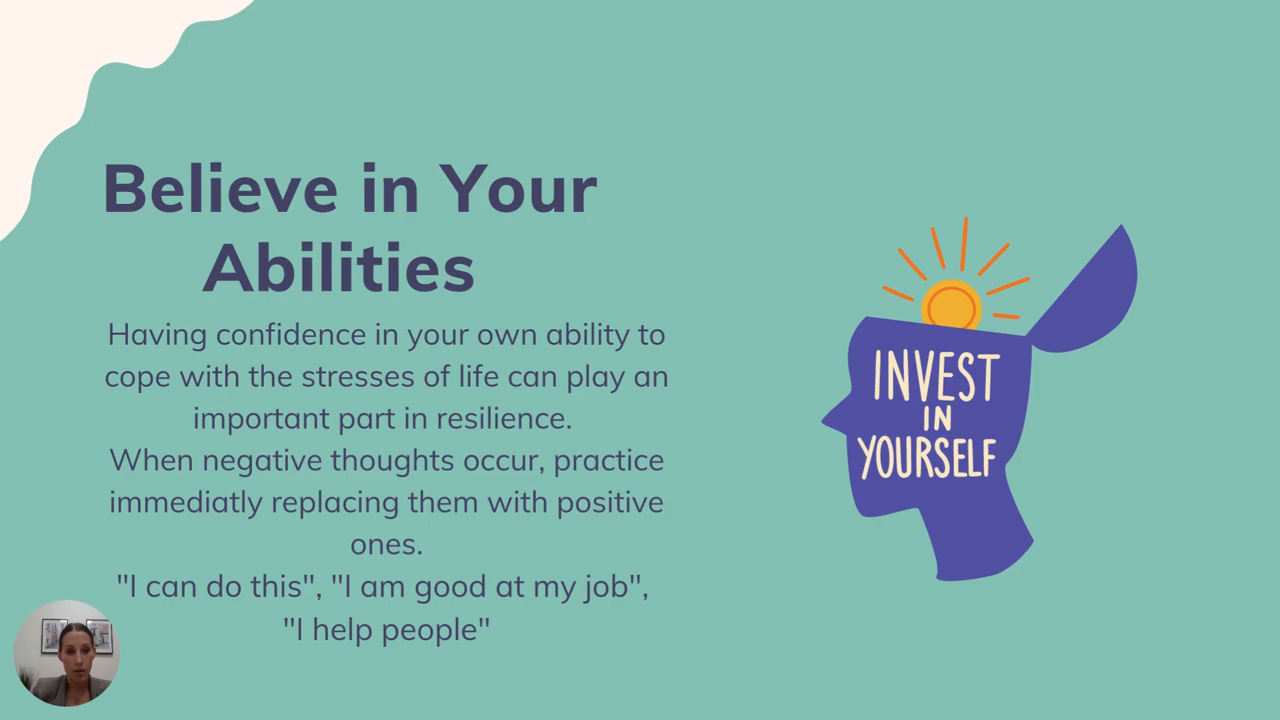 Believe in Your
Abilities
Having confidence in your own ability to
cope with the stresses of life can play an
important part in resilience.
When negative thoughts occur, practice
immediatly replacing them with positive
ones.
"I can do this", "I am good at my job",
"I help people"
INVEST
IN
YOURSELF